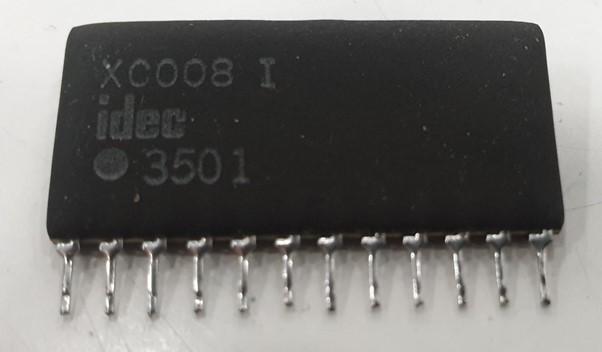 XC008 I
idec
● 3501